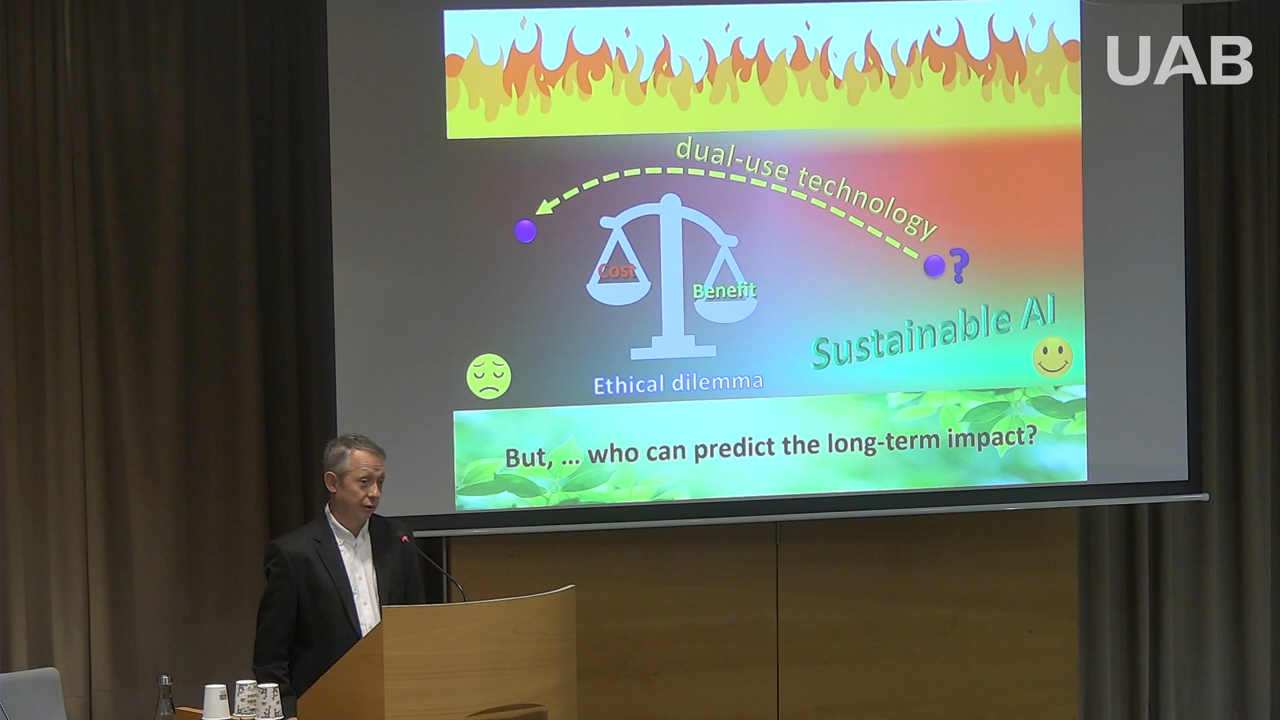 UAB
dual-use technology
Cost
Benefit
?
Sustainable AI
Ethical dilemma
But, ... who can predict the long-term impact?